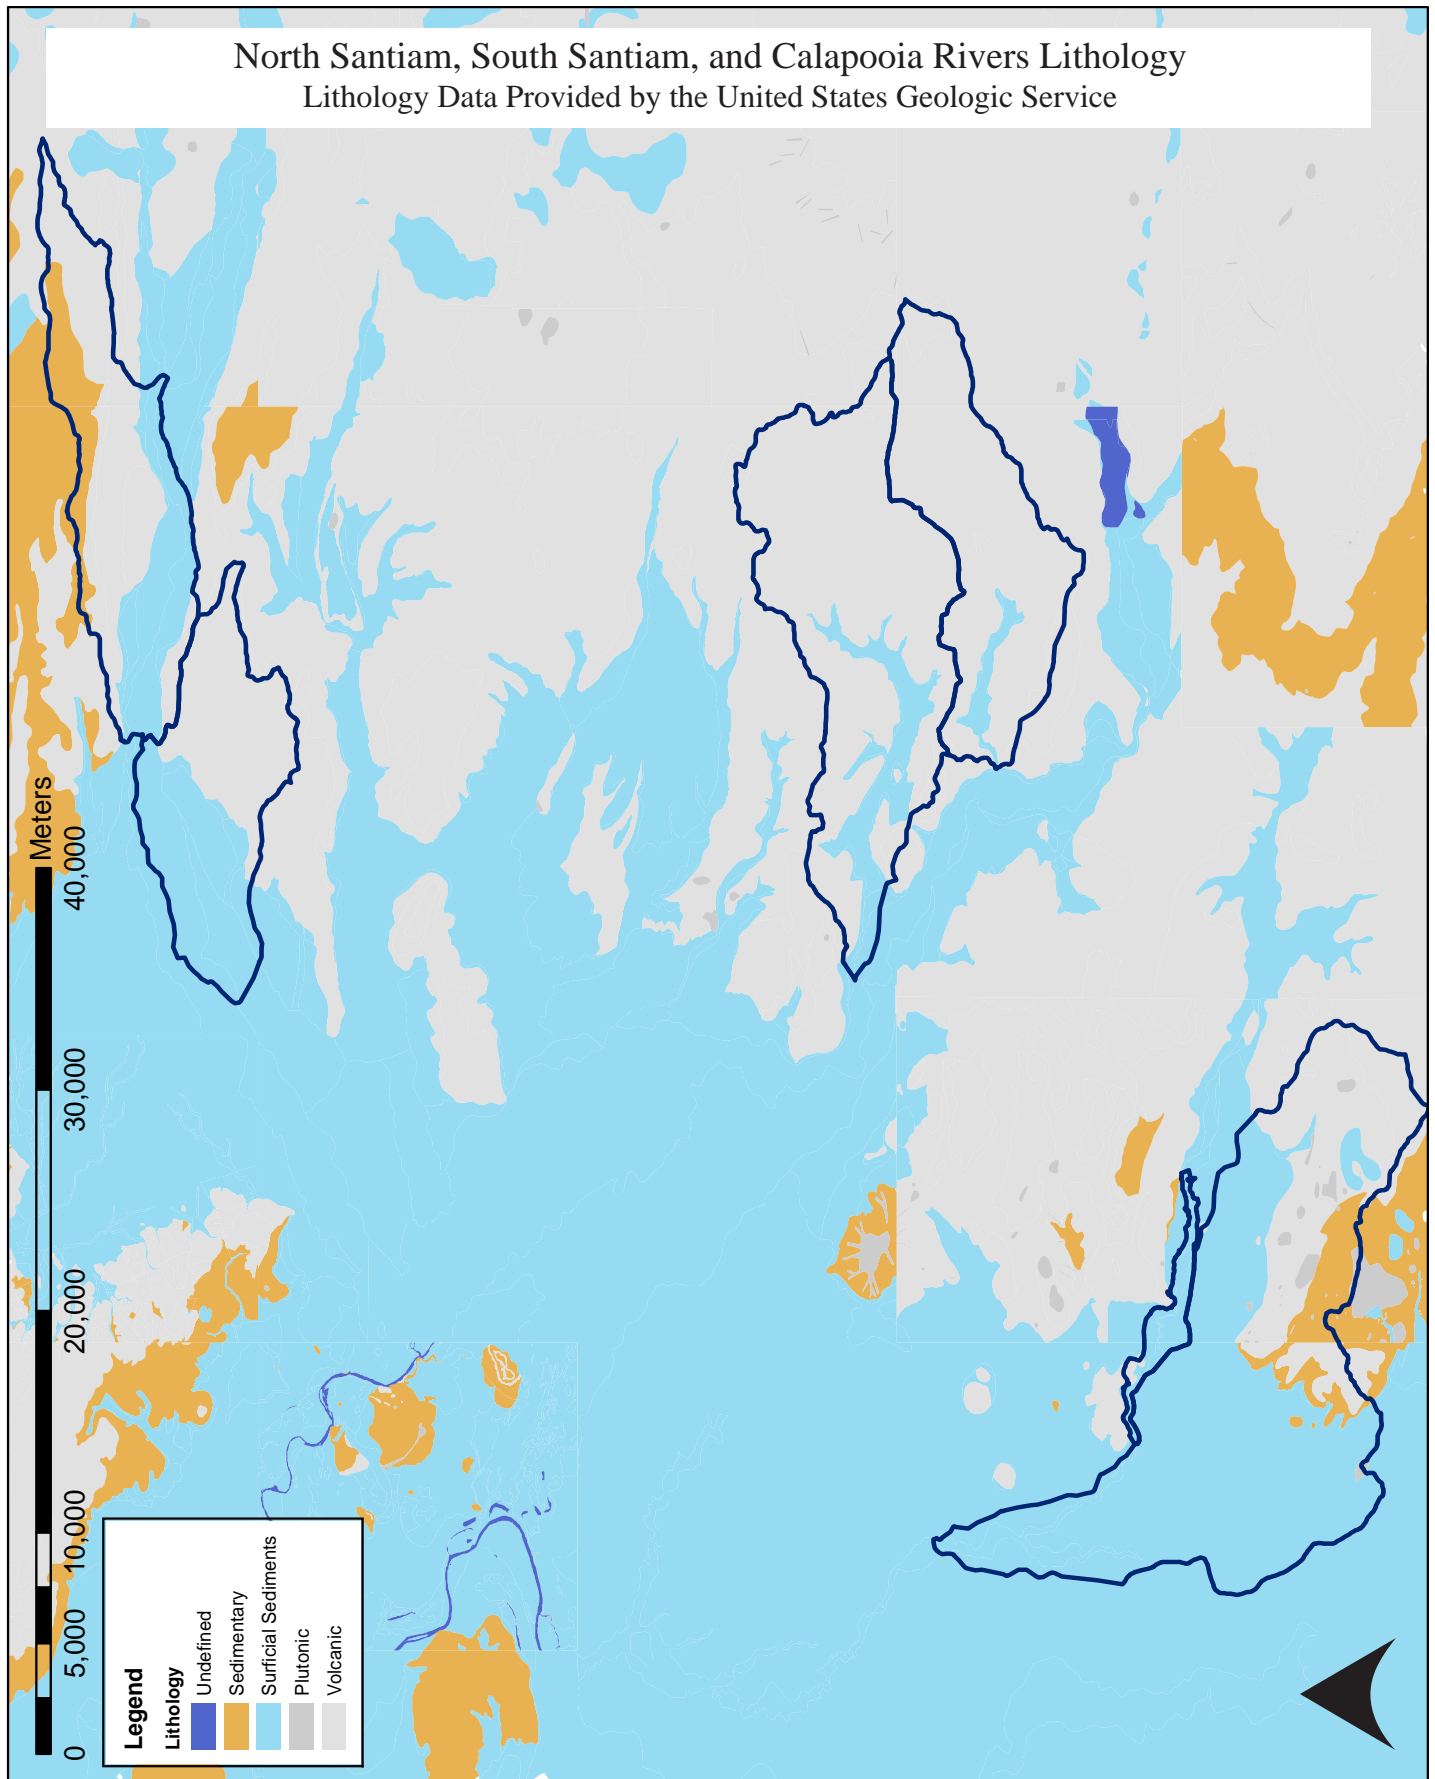 North Santiam, South Santiam, and Calapooia Rivers Lithology
Lithology Data Provided by the United States Geologic Service
Meters
0
5,000
10,000
20,000
30,000
40,000
Legend
Lithology
Undefined
Sedimentary
Surficial Sediments
Plutonic
Volcanic